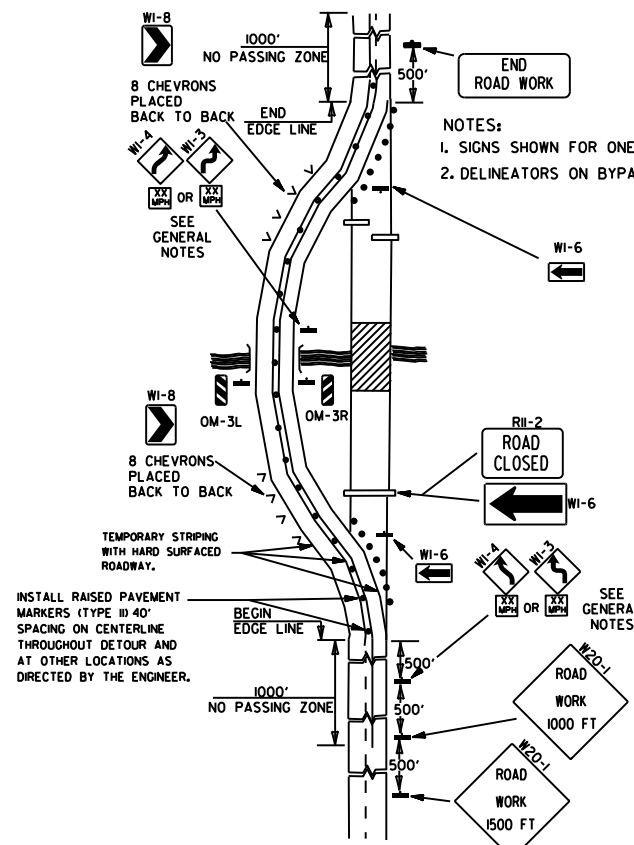 W1-8
1000'
NO PASSING ZONE
500'
END
ROAD WORK
8 CHEVRONS
PLACED
BACK TO BACK
END
EDGE LINE
NOTES:
1. SIGNS SHOWN FOR ONE
2. DELINEATORS ON BYPA
W1-4
W1-3
XX
MPH
OR
XX
MPH
SEE
GENERAL
NOTES
W1-6
OM-3L
OM-3R
W1-8
8 CHEVRONS
PLACED
BACK TO BACK
R11-2
ROAD
CLOSED
W1-6
TEMPORARY STRIPING
WITH HARD SURFACED
ROADWAY.
W1-6
W1-4
W1-3
XX
MPH
OR
XX
MPH
SEE
GENERA
NOTES
INSTALL RAISED PAVEMENT
MARKERS (TYPE II) 40'
SPACING ON CENTERLINE
THROUGHOUT DETOUR AND
AT OTHER LOCATIONS AS
DIRECTED BY THE ENGINEER.
BEGIN
EDGE LINE
1000'
NO PASSING ZONE
500'
500'
500'
W20-1
ROAD
WORK
1000 FT
W20-1
ROAD
WORK
1500 FT